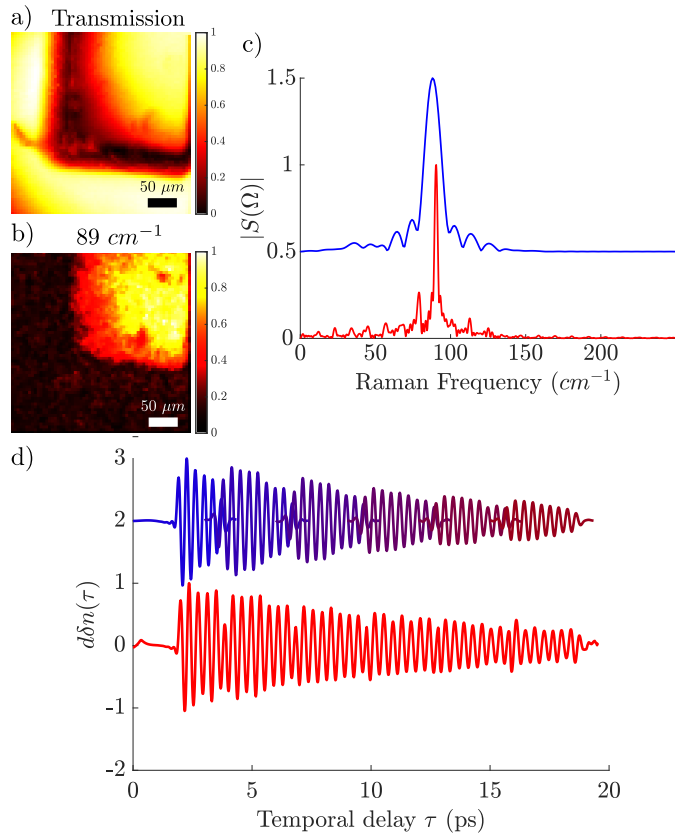 a) Transmission
1
0.8
0.6
0.4
0.2
0
50 μm
b) 89 cm⁻¹
1
0.8
0.6
0.4
0.2
0
50 μm
c)
1.5
1
0.5
0
|S(Ω)|
0 50 100 150 200
Raman Frequency (cm⁻¹)
d)
3
2
1
0
-1
-2
dδn(τ)
0 5 10 15 20
Temporal delay τ (ps)